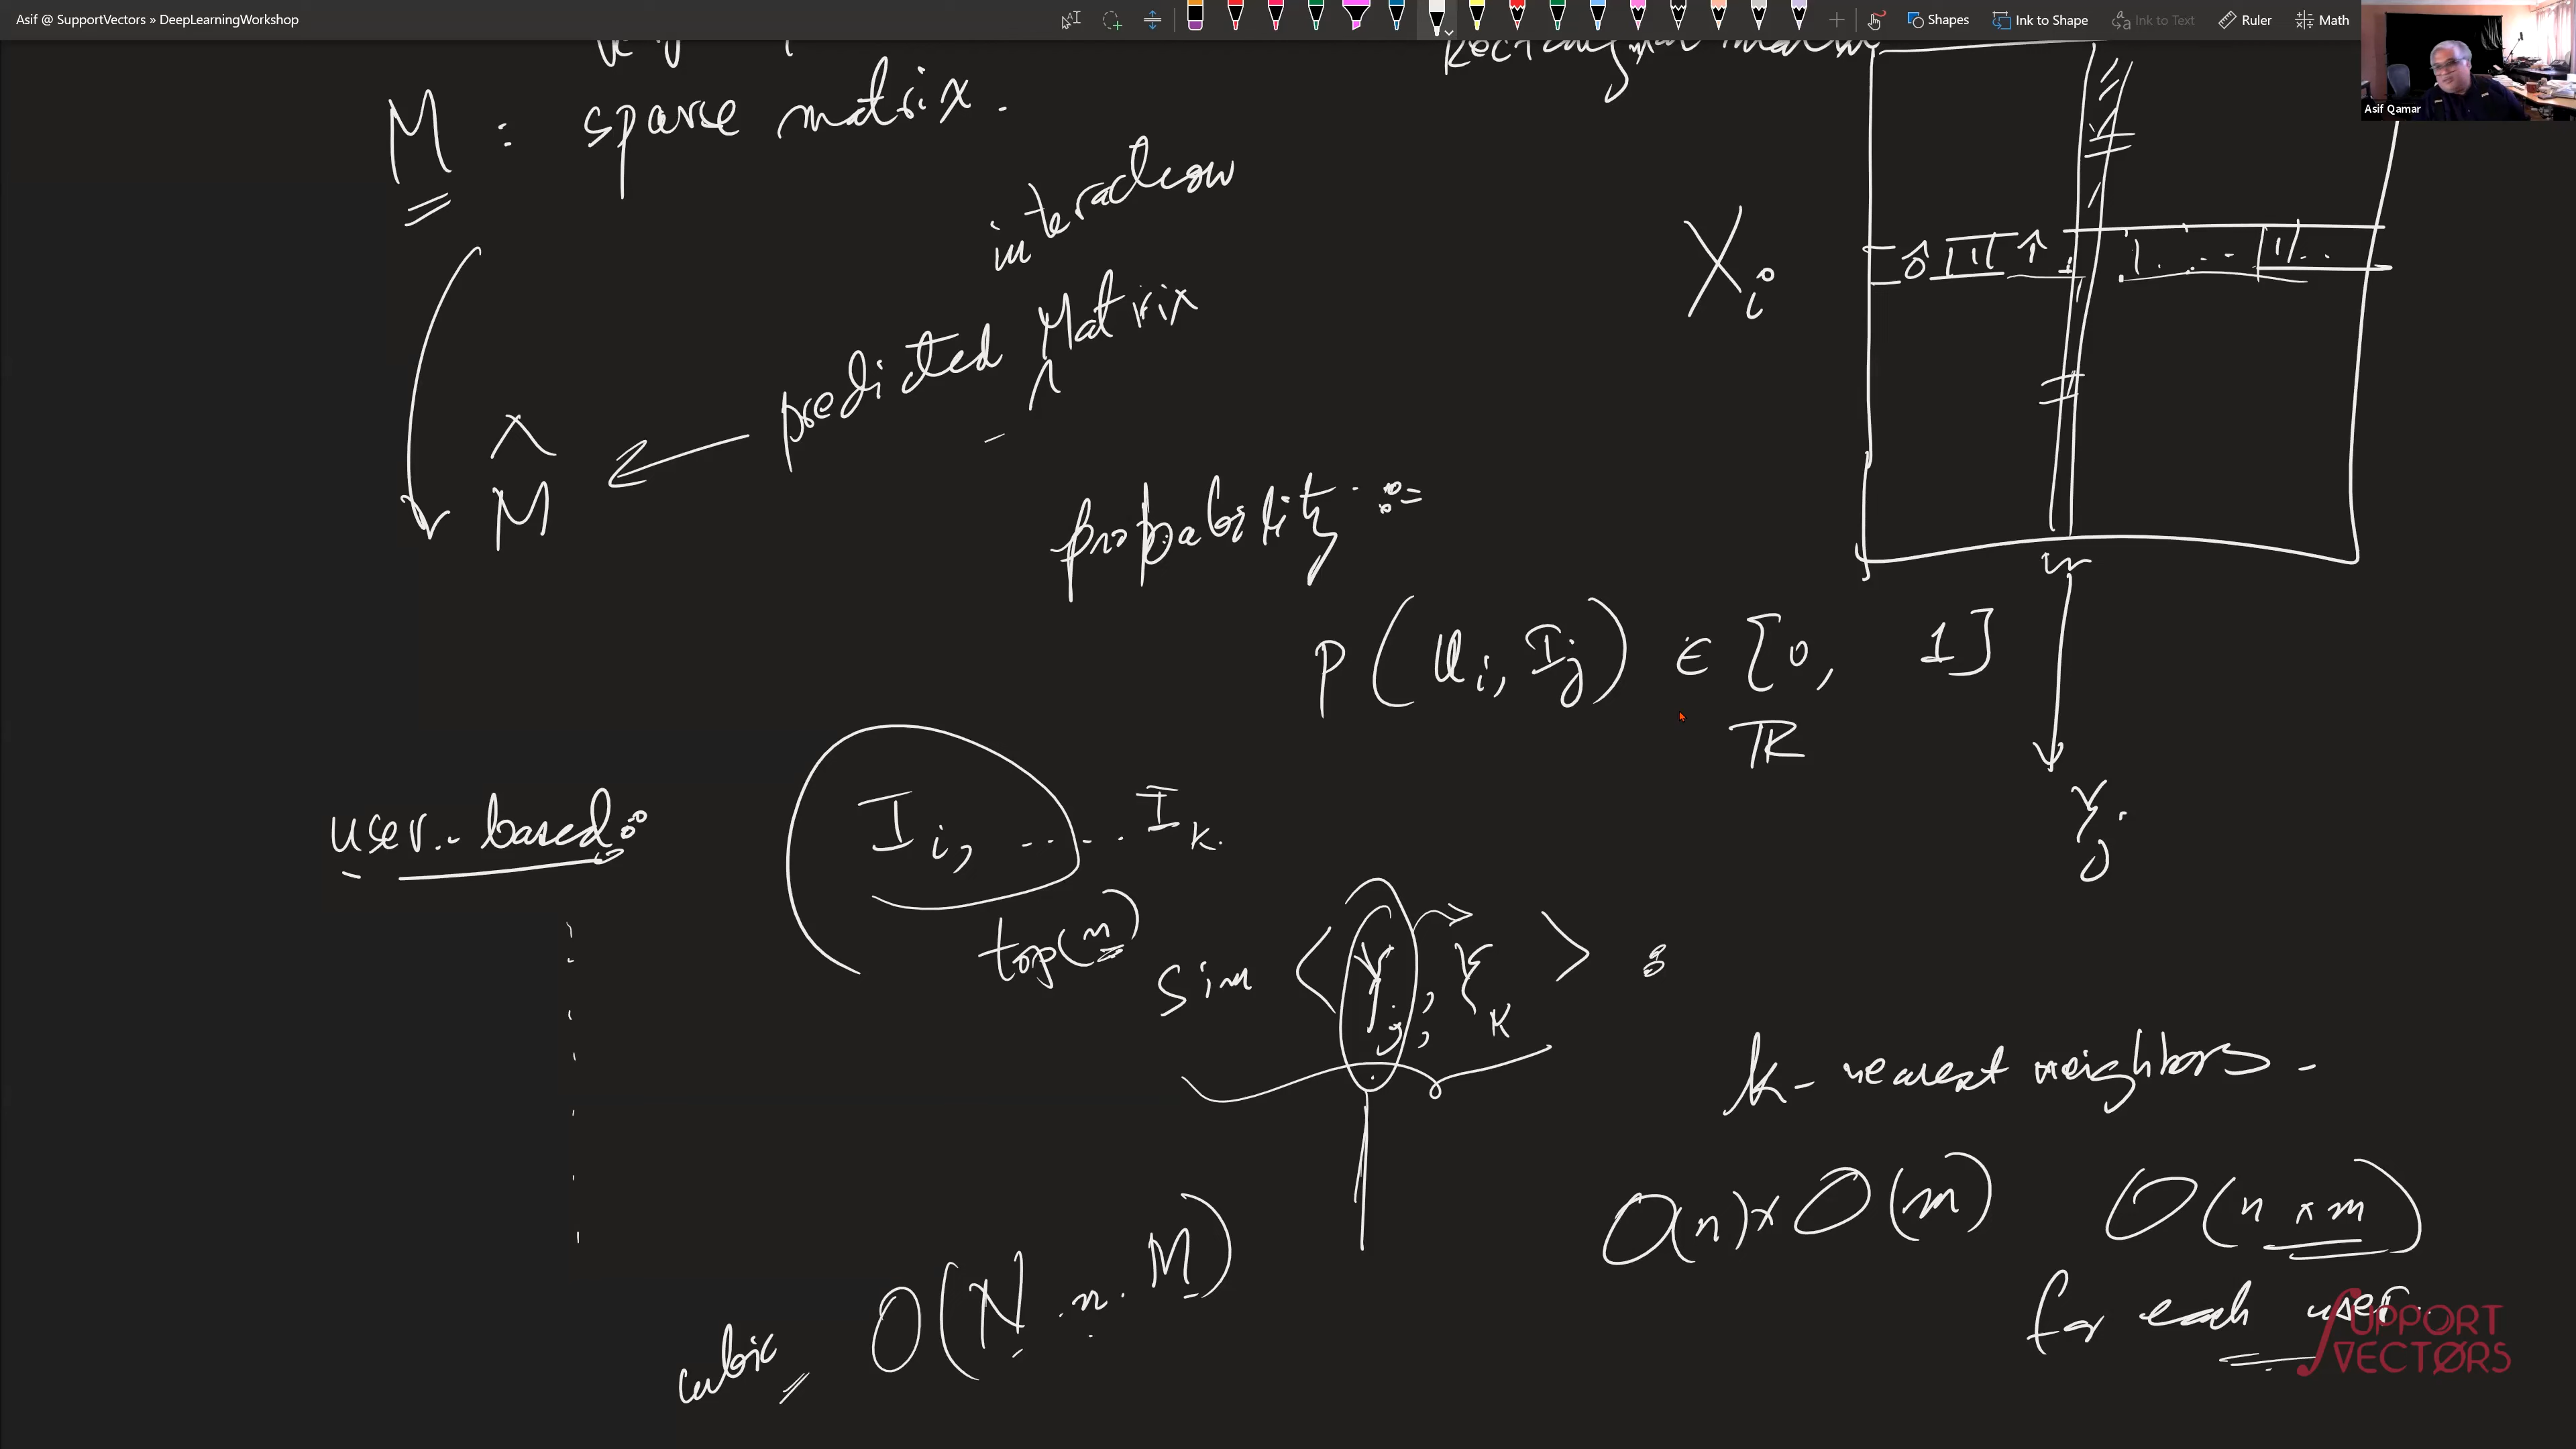 Asif @ SupportVectors » DeepLearningWorkshop
Shapes
Ink to Shape
Ink to Text
Ruler
Math
Asif Qamar
M : sparse matrix.
interaction
predicted Matrix
M̂
X_i
probability :=
P(U_i, I_j) ∈ [0, 1]
ℝ
Y_j
user-based:
I_i, ..... I_k.
top(n)
Sim < Y_j, Y_k > :
k-nearest neighbors -
O(n) x O(m) O(n x m)
for each user
cubic O(N . n . M)
SUPPORT
VECTORS